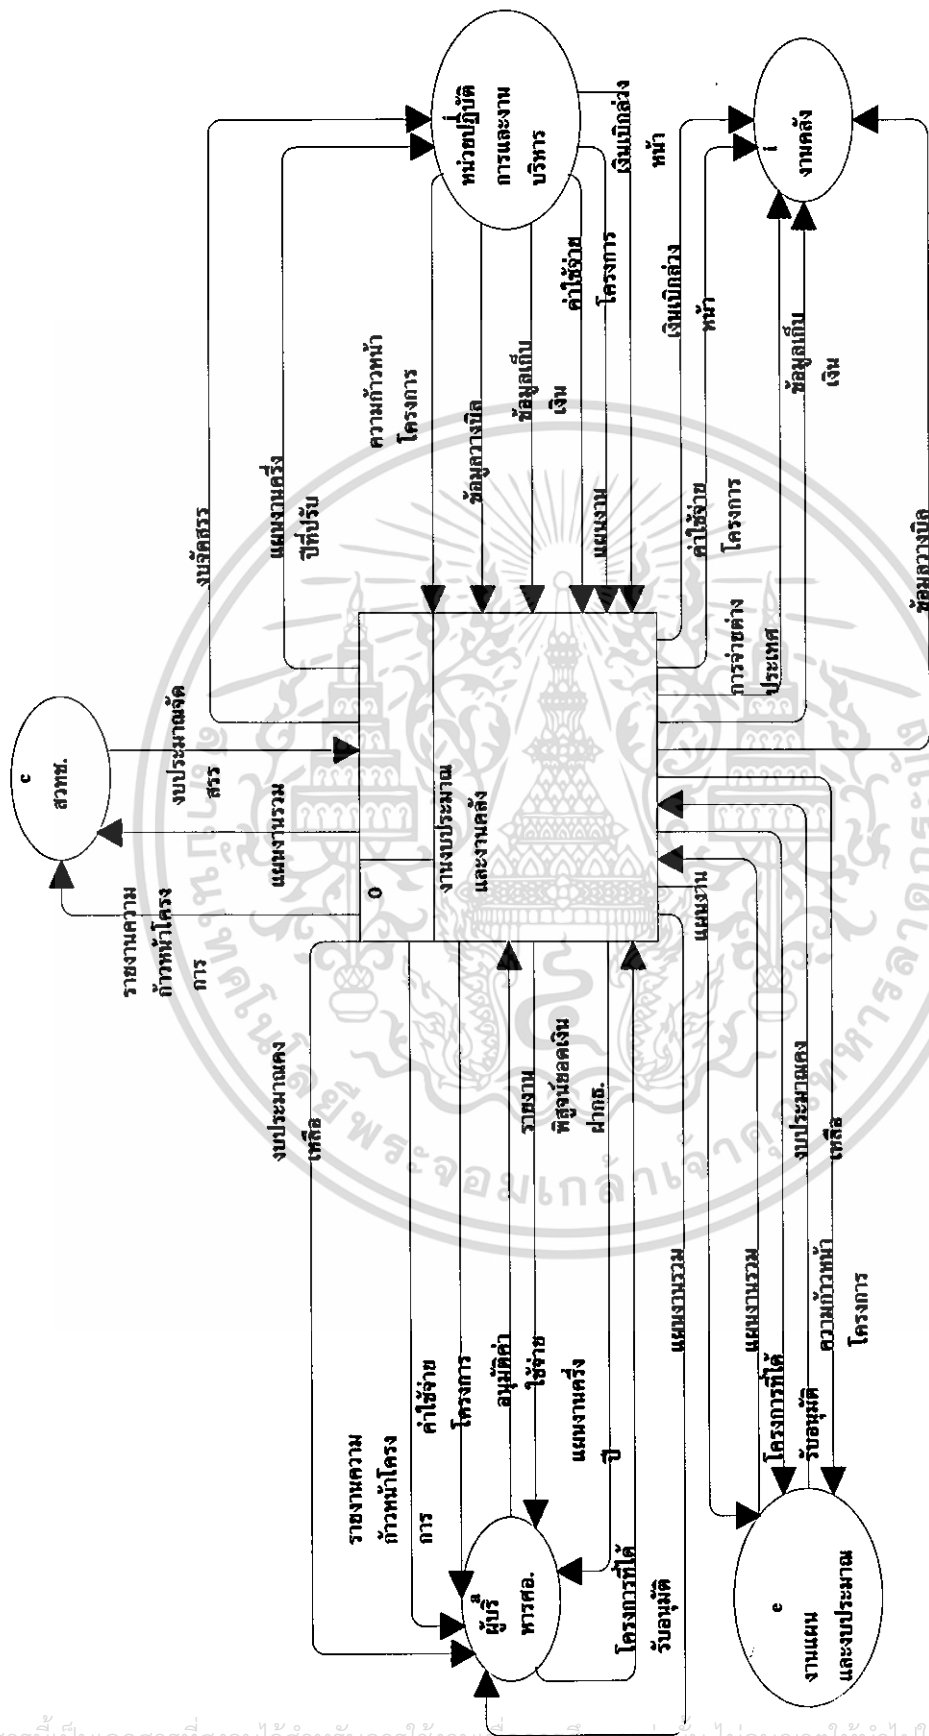 c
สวทช.
รายงานความ
ก้าวหน้าโครง
การ
แผนงานรวม
งบประมาณจัด
สรร
งบจัดสรร
แผนงานครึ่ง
ปีที่ปรับ
หน่วยปฏิบัติ
การและงาน
บริหาร
ความก้าวหน้า
โครงการ
ข้อมูลวางบิล
ข้อมูลเก็บ
เงิน
ค่าใช้จ่าย
โครงการ
แผนงาน
เงินเบิกล่วง
หน้า
0
งานงบประมาณ
และงานคลัง
งบประมาณคง
เหลือ
รายงานความ
ก้าวหน้าโครง
การ
ค่าใช้จ่าย
โครงการ
อนุมัติค่า
ใช้จ่าย
รายงาน
พิสูจน์ยอดเงิน
ฝากธ.
แผนงานครึ่ง
ปี
โครงการที่ได้
รับอนุมัติ
a
ผู้บริ
หารศอ.
แผนงานรวม
แผนงาน
แผนงานรวม
โครงการที่ได้
รับอนุมัติ
งบประมาณคง
เหลือ
ความก้าวหน้า
โครงการ
e
งานแผน
และงบประมาณ
เงินเบิกล่วง
หน้า
ค่าใช้จ่าย
โครงการ
การจ่ายต่าง
ประเทศ
ข้อมูลเก็บ
เงิน
ข้อมูลวางบิล
i
งานคลัง